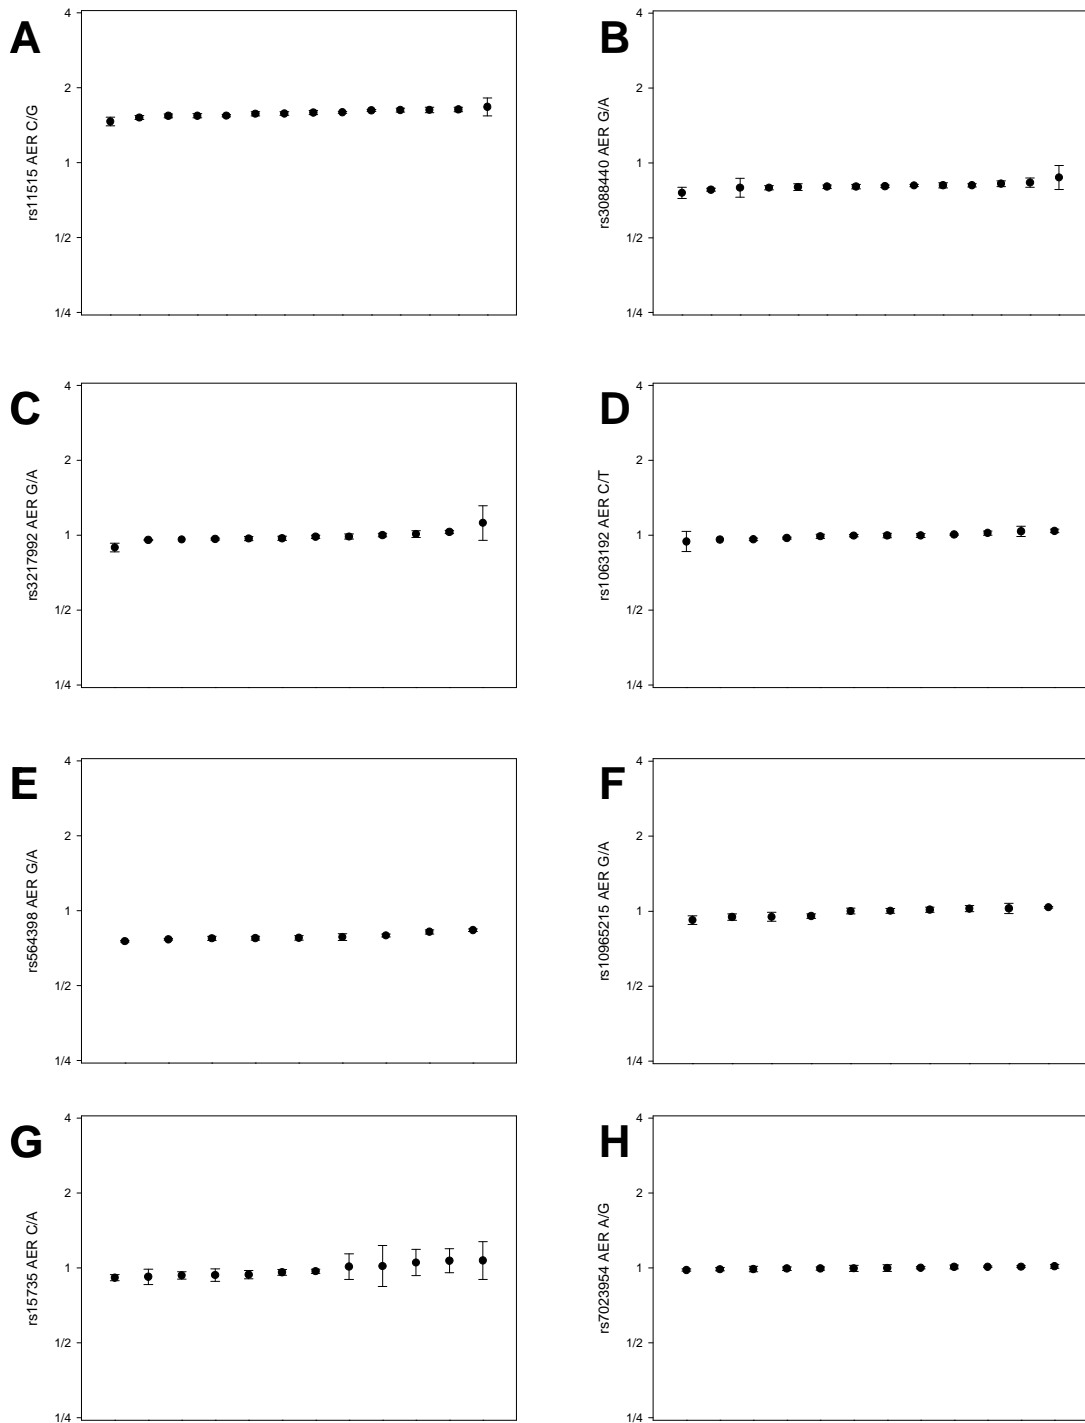 A
4
2
1
1/2
1/4
rs11515 AER C/G
B
4
2
1
1/2
1/4
rs3088440 AER G/A
C
4
2
1
1/2
1/4
rs3217992 AER G/A
D
4
2
1
1/2
1/4
rs1063192 AER C/T
E
4
2
1
1/2
1/4
rs564398 AER G/A
F
4
2
1
1/2
1/4
rs10965215 AER G/A
G
4
2
1
1/2
1/4
rs15735 AER C/A
H
4
2
1
1/2
1/4
rs7023954 AER A/G